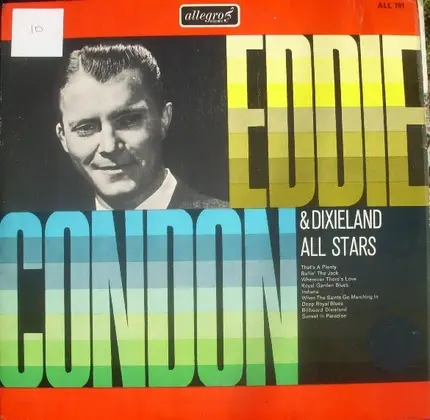 10
allegro
ALL 791
EDDIE
CONDON
& DIXIELAND
ALL STARS
That's A Plenty
Ballin' The Jack
Wherever There's Love
Royal Garden Blues
Indiana
When The Saints Go Marching In
Deep Royal Blues
Billboard Dixieland
Sunset in Paradise